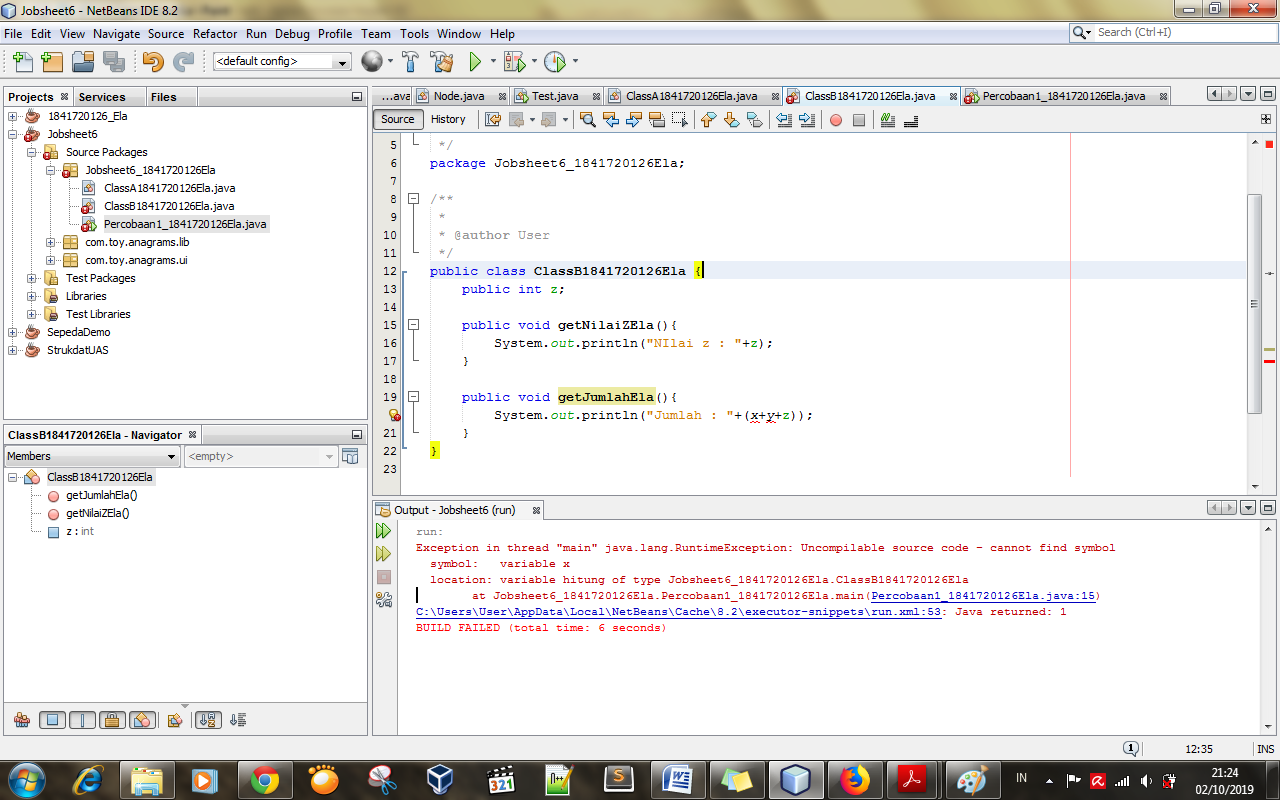 Jobsheet6 - NetBeans IDE 8.2
File Edit View Navigate Source Refactor Run Debug Profile Team Tools Window Help
Search (Ctrl+I)
<default config>
Projects Services Files
1841720126_Ela
Jobsheet6
Source Packages
Jobsheet6_1841720126Ela
ClassA1841720126Ela.java
ClassB1841720126Ela.java
Percobaan1_1841720126Ela.java
com.toy.anagrams.lib
com.toy.anagrams.ui
Test Packages
Libraries
Test Libraries
SepedaDemo
StrukdatUAS
ClassB1841720126Ela - Navigator
Members <empty>
ClassB1841720126Ela
getJumlahEla()
getNilaiZEla()
z : int
...ava Node.java Test.java ClassA1841720126Ela.java ClassB1841720126Ela.java Percobaan1_1841720126Ela.java
Source History
5 */
6 package Jobsheet6_1841720126Ela;
7
8 /**
9 *
10 * @author User
11 */
12 public class ClassB1841720126Ela {
13 public int z;
14
15 public void getNilaiZEla(){
16 System.out.println("NIlai z : "+z);
17 }
18
19 public void getJumlahEla(){
System.out.println("Jumlah : "+(x+y+z));
21 }
22 }
23
Output - Jobsheet6 (run)
run:
Exception in thread "main" java.lang.RuntimeException: Uncompilable source code - cannot find symbol
symbol: variable x
location: variable hitung of type Jobsheet6_1841720126Ela.ClassB1841720126Ela
at Jobsheet6_1841720126Ela.Percobaan1_1841720126Ela.main(Percobaan1_1841720126Ela.java:15)
C:\Users\User\AppData\Local\NetBeans\Cache\8.2\executor-snippets\run.xml:53: Java returned: 1
BUILD FAILED (total time: 6 seconds)
1 12:35 INS
321
IN
21:24
02/10/2019